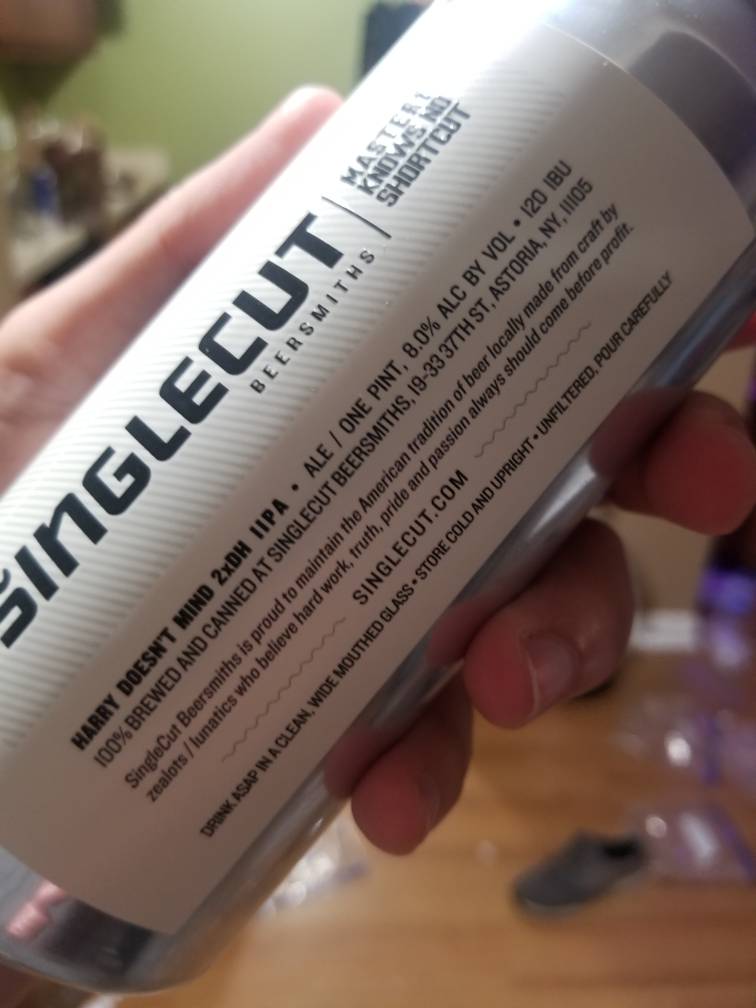 SINGLECUT
BEERSMITHS
MASTERY
KNOWS NO
SHORTCUT
HARRY DOESN'T MIND 2xDH IIPA • ALE / ONE PINT, 8.0% ALC BY VOL • 120 IBU
100% BREWED AND CANNED AT SINGLECUT BEERSMITHS, 19-33 37TH ST, ASTORIA, NY, 11105
SingleCut Beersmiths is proud to maintain the American tradition of beer locally made from craft by
zealots / lunatics who believe hard work, truth, pride and passion always should come before profit.
SINGLECUT.COM
DRINK ASAP IN A CLEAN, WIDE MOUTHED GLASS • STORE COLD AND UPRIGHT • UNFILTERED, POUR CAREFULLY